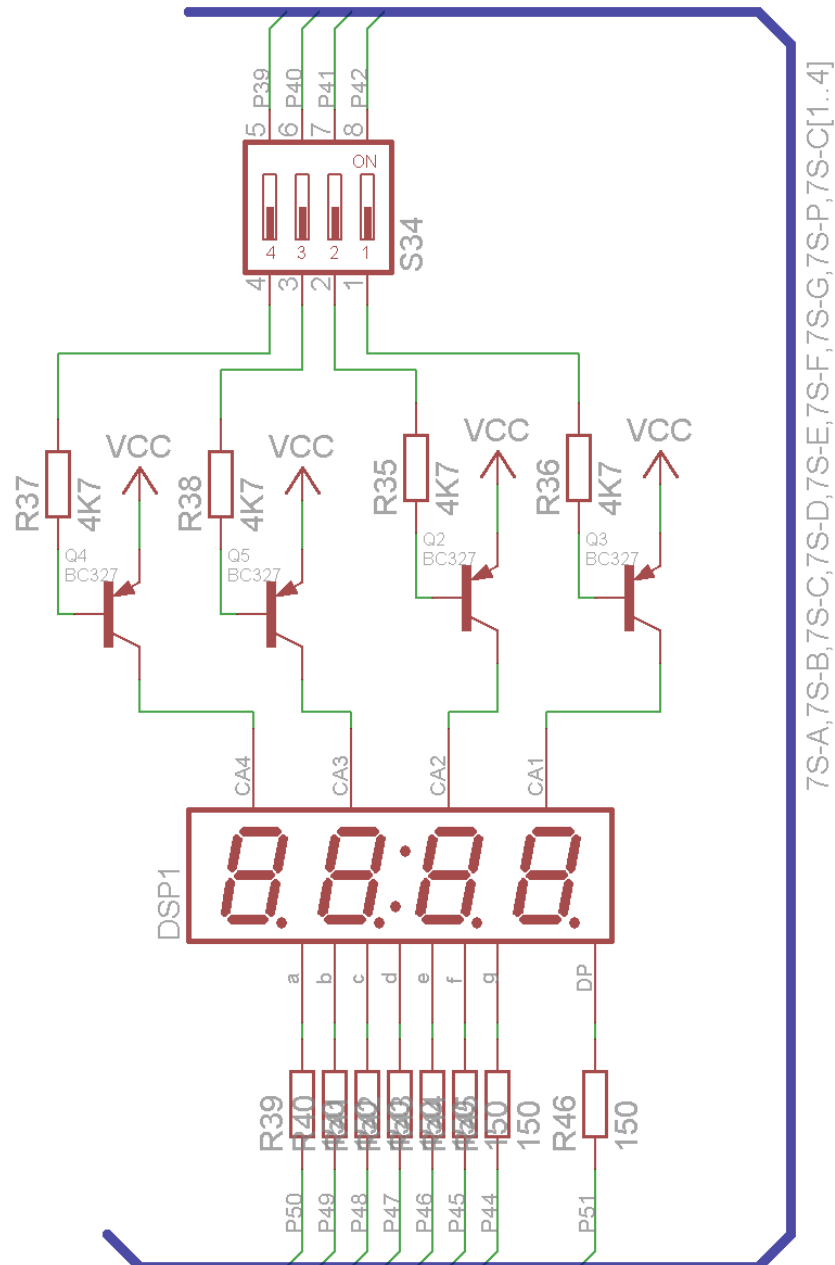 P39
P40
P41
P42
5
6
7
8
ON
4
3
2
1
S34
4
3
2
1
R37
4K7
VCC
R38
4K7
VCC
R35
4K7
VCC
R36
4K7
VCC
Q4
BC327
Q5
BC327
Q2
BC327
Q3
BC327
CA4
CA3
CA2
CA1
DSP1
a
b
c
d
e
f
g
DP
R39
R40
150
150
R46
150
P50
P49
P48
P47
P46
P45
P44
P51
7S-A,7S-B,7S-C,7S-D,7S-E,7S-F,7S-G,7S-P,7S-C[1..4]